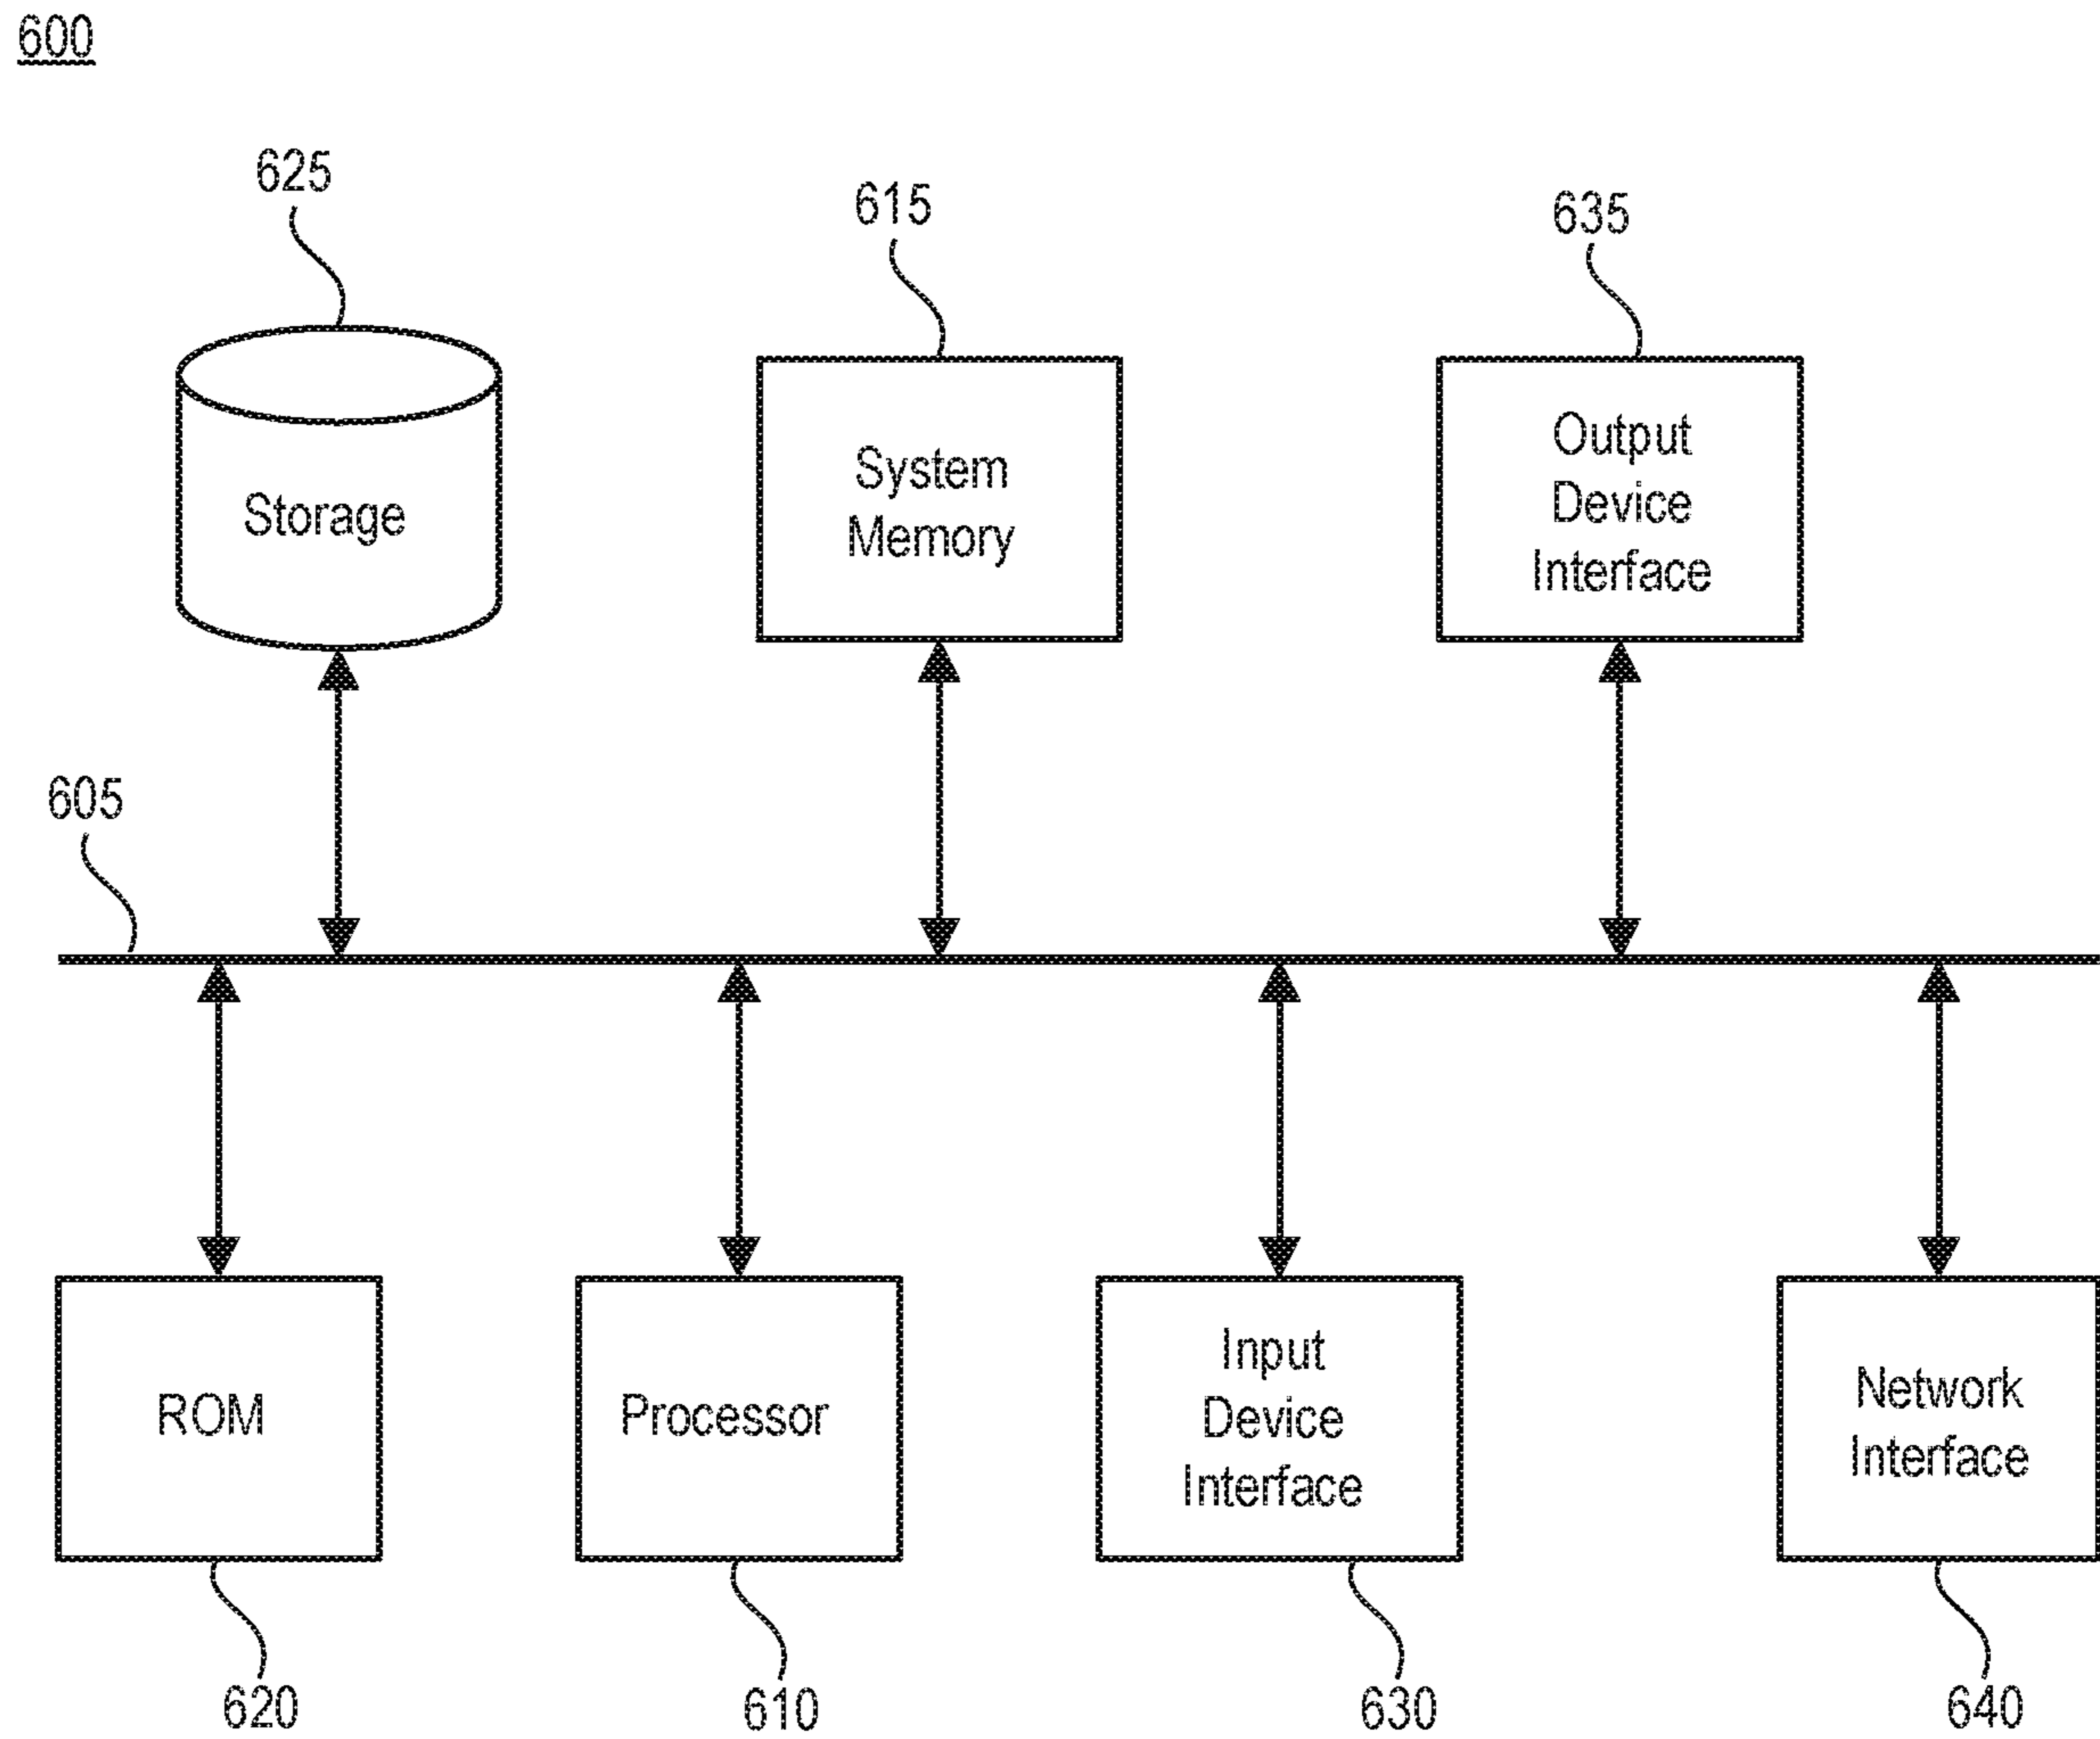 600
625
615
635
Storage
System
Memory
Output
Device
Interface
605
ROM
Processor
Input
Device
Interface
Network
Interface
620
610
630
640